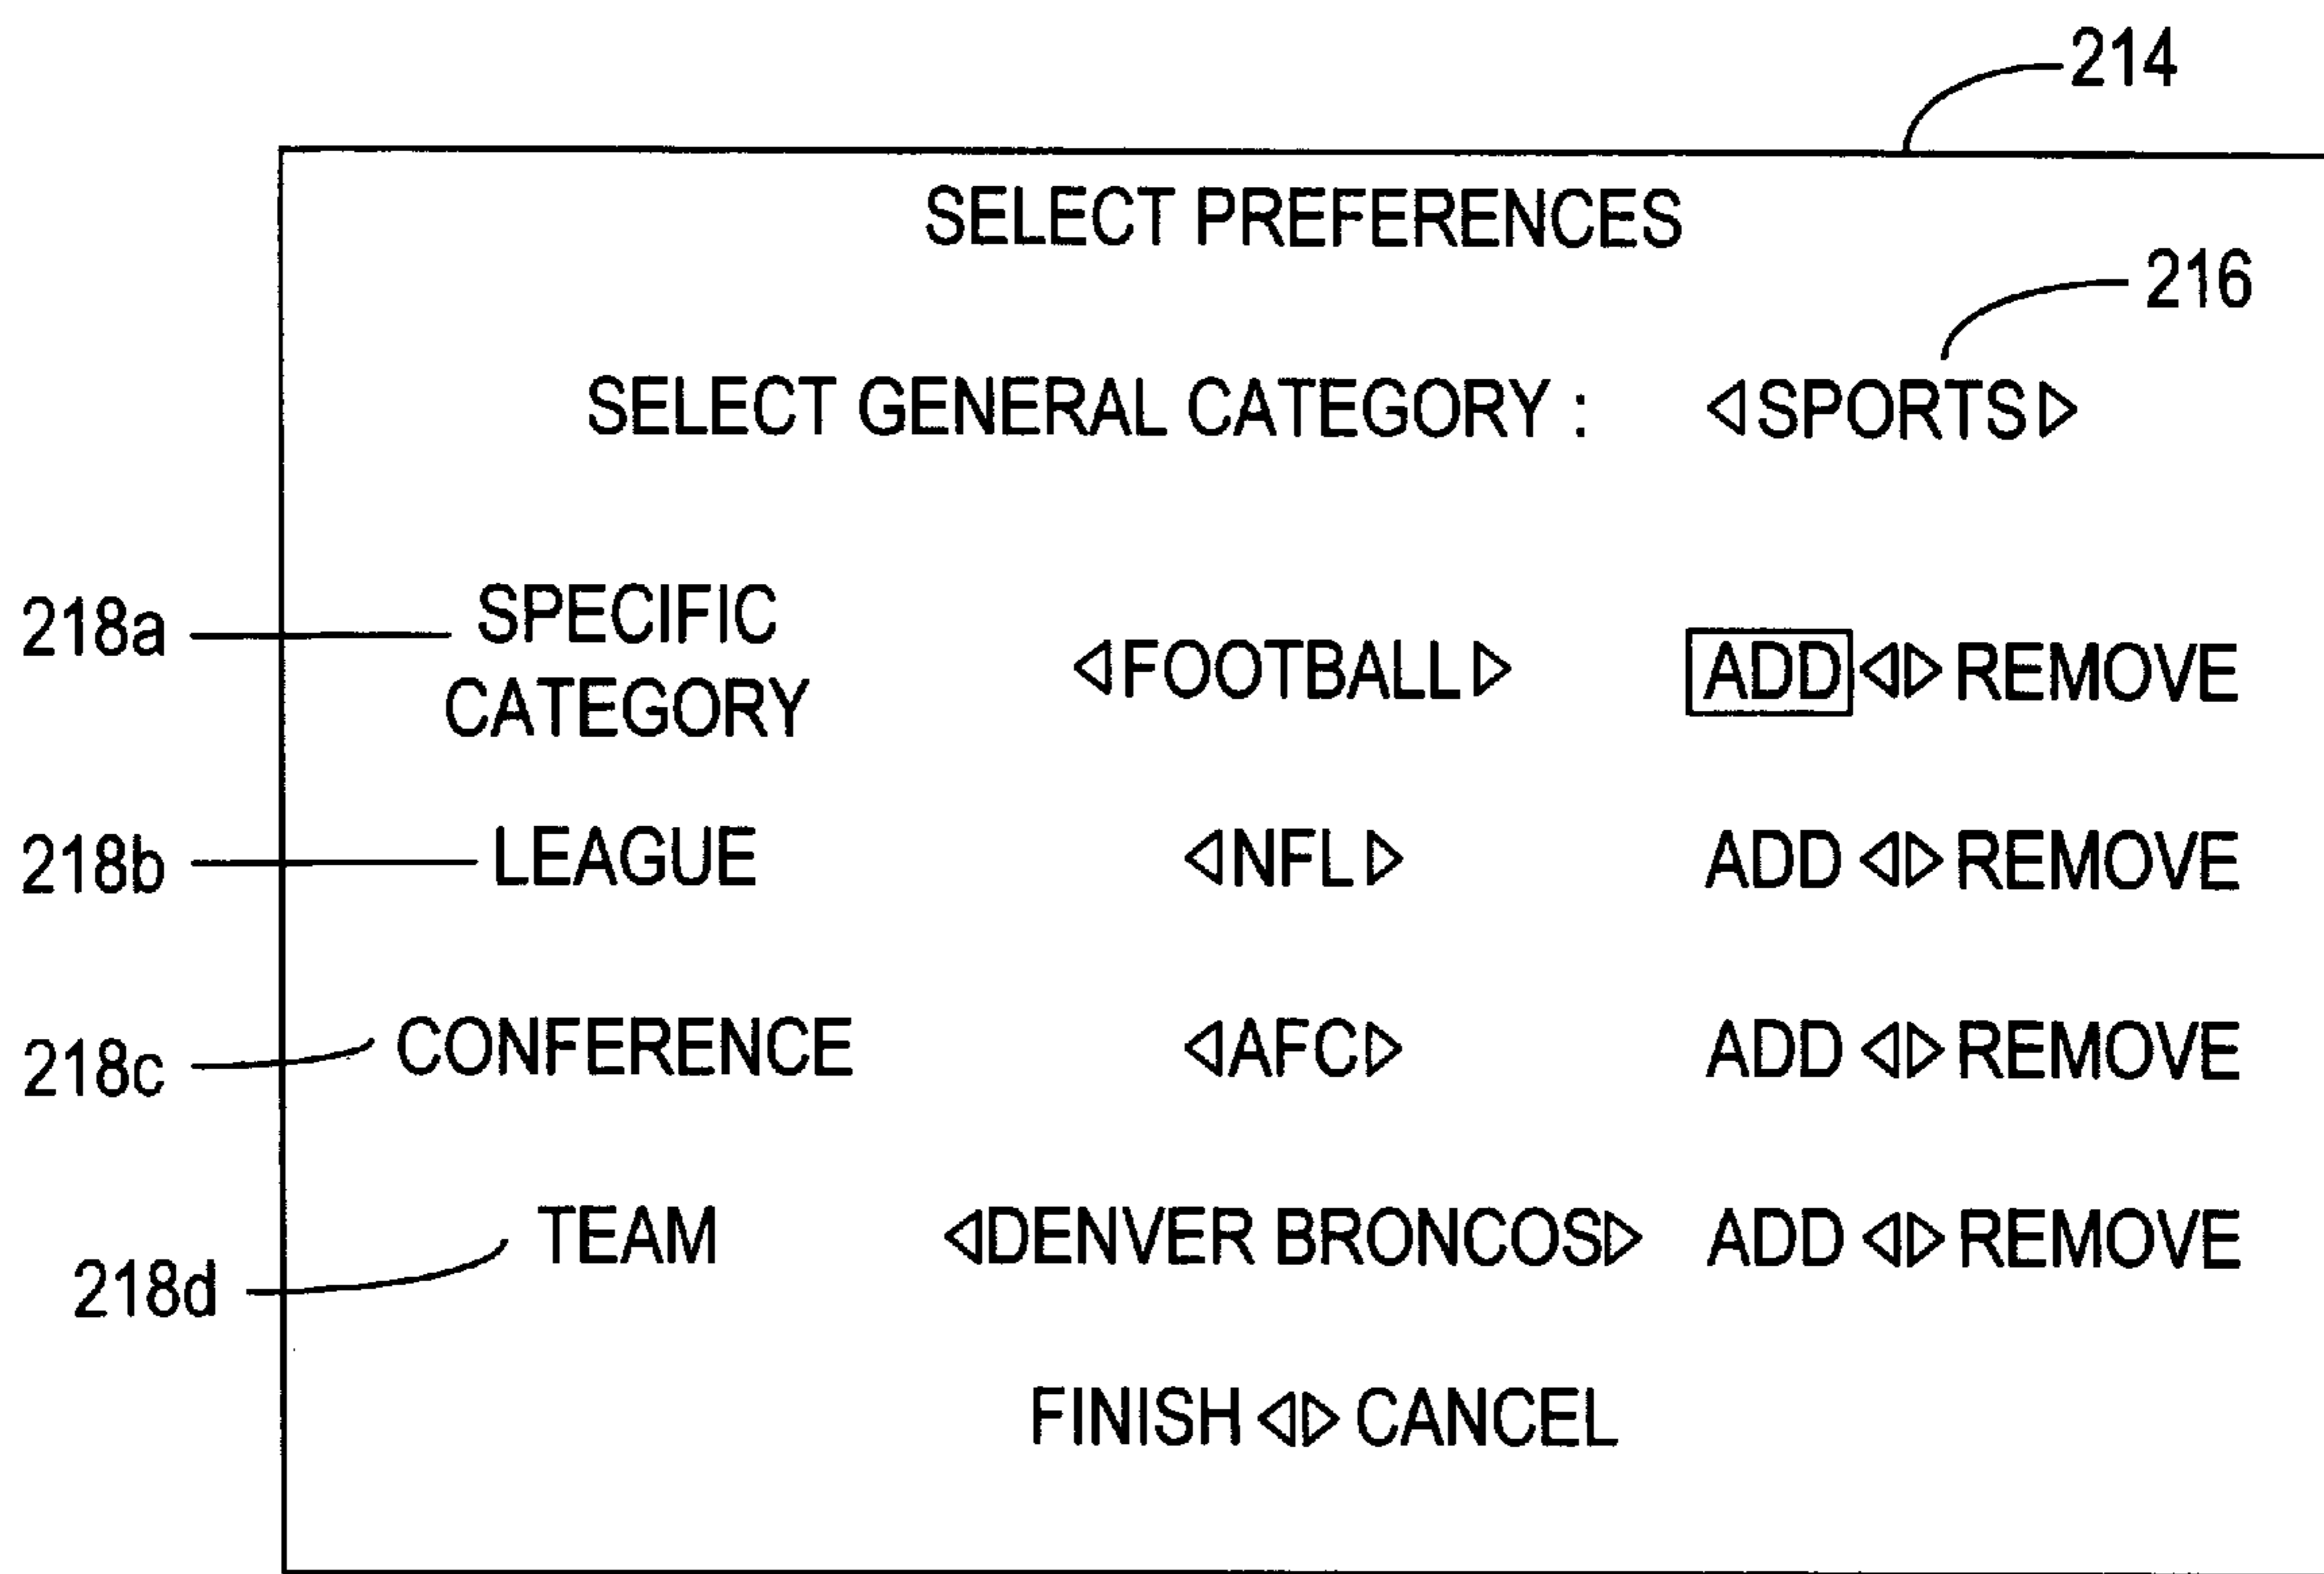 214
SELECT PREFERENCES
216
SELECT GENERAL CATEGORY : ◁SPORTS▷
218a SPECIFIC CATEGORY ◁FOOTBALL▷ ADD◁▷REMOVE
218b LEAGUE ◁NFL▷ ADD◁▷REMOVE
218c CONFERENCE ◁AFC▷ ADD◁▷REMOVE
218d TEAM ◁DENVER BRONCOS▷ ADD◁▷REMOVE
FINISH◁▷CANCEL